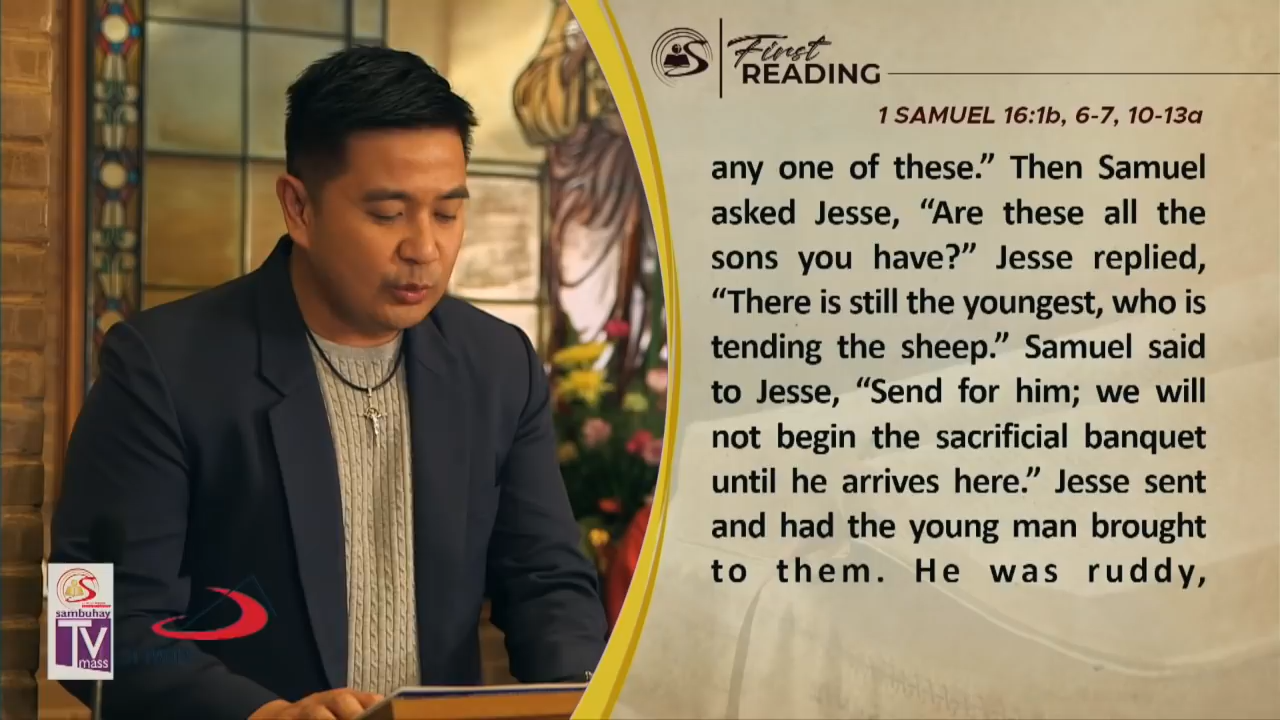 First
READING
1 SAMUEL 16:1b, 6-7, 10-13a
any one of these.” Then Samuel
asked Jesse, “Are these all the
sons you have?” Jesse replied,
“There is still the youngest, who is
tending the sheep.” Samuel said
to Jesse, “Send for him; we will
not begin the sacrificial banquet
until he arrives here.” Jesse sent
and had the young man brought
to them. He was ruddy,
sambuhay
TV
mass